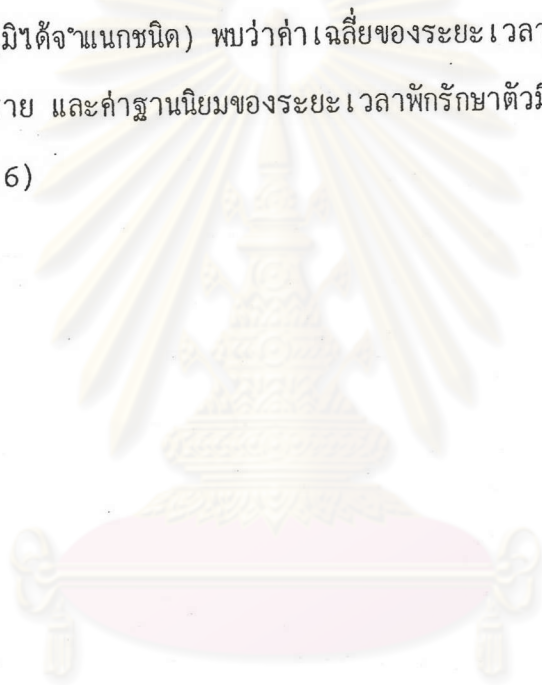 มิได้จำแนกชนิด) พบว่าค่าเฉลี่ยของระยะเวลา
าย และค่าฐานนิยมของระยะเวลาพักรักษาตัวมี
6)